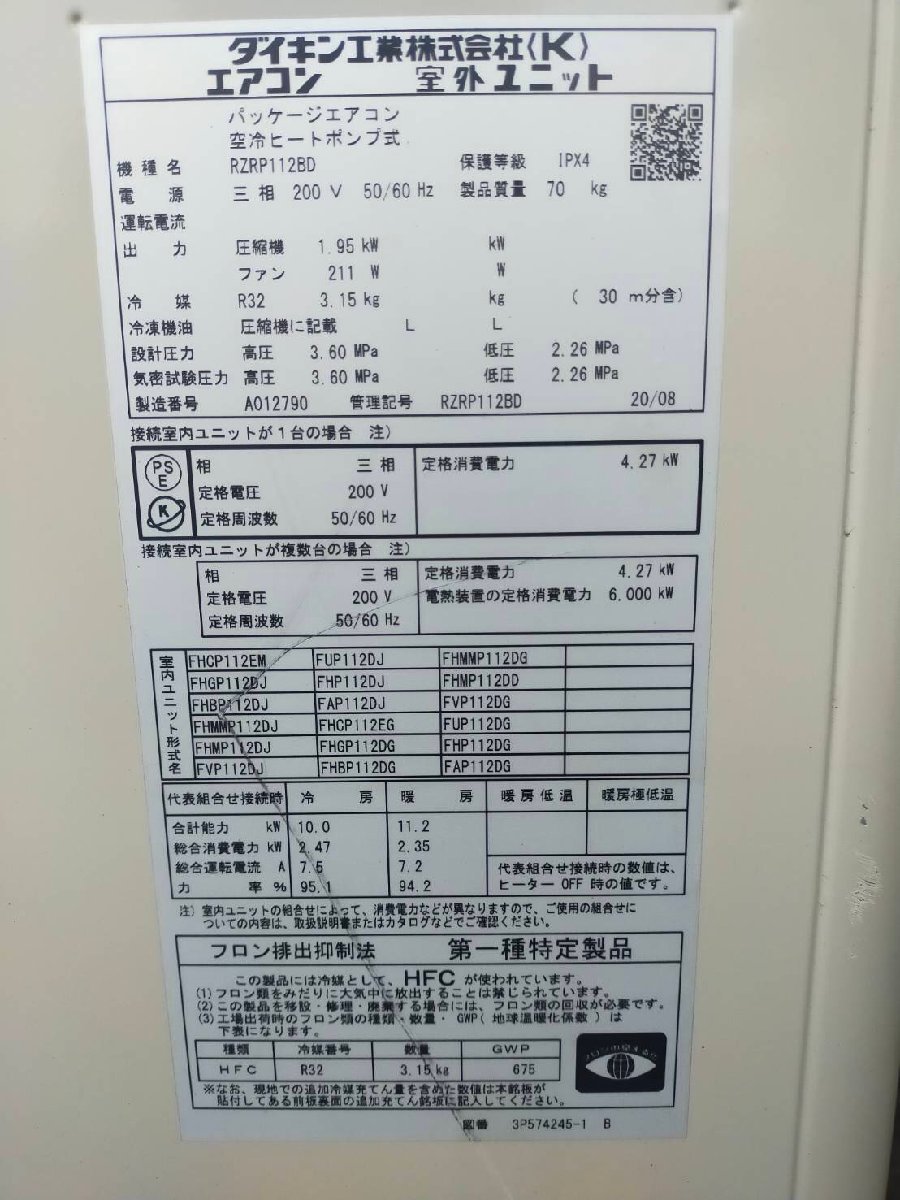 ダイキン工業株式会社〈K〉
エアコン 室外ユニット
パッケージエアコン
空冷ヒートポンプ式
機種名 RZRP112BD 保護等級 IPX4
電源 三相 200 V 50/60 Hz 製品質量 70 kg
運転電流
出力 圧縮機 1.95 kW kW
ファン 211 W W
冷媒 R32 3.15 kg kg ( 30 m分含)
冷凍機油 圧縮機に記載 L L
設計圧力 高圧 3.60 MPa 低圧 2.26 MPa
気密試験圧力 高圧 3.60 MPa 低圧 2.26 MPa
製造番号 A012790 管理記号 RZRP112BD 20/08
接続室内ユニットが1台の場合 注)
PS E 相 三相 定格消費電力 4.27 kW
定格電圧 200 V
K 定格周波数 50/60 Hz
接続室内ユニットが複数台の場合 注)
相 三相 定格消費電力 4.27 kW
定格電圧 200 V 電熱装置の定格消費電力 6.000 kW
定格周波数 50/60 Hz
室内ユニット形式名
FHCP112EM FUP112DJ FHMMP112DG
FHGP112DJ FHP112DJ FHMP112DD
FHBP112DJ FAP112DJ FVP112DG
FHMMP112DJ FHCP112EG FUP112DG
FHMP112DJ FHGP112DG FHP112DG
FVP112DJ FHBP112DG FAP112DG
代表組合せ接続時 冷房 暖房 暖房低温 暖房極低温
合計能力 kW 10.0 11.2
総合消費電力 kW 2.47 2.35
総合運転電流 A 7.5 7.2 代表組合せ接続時の数値は、
力率 % 95.1 94.2 ヒーター OFF 時の値です。
注) 室内ユニットの組合せによって、消費電力などが異なりますので、ご使用の組合せに
ついての内容は、取扱説明書またはカタログなどでご確認ください。
フロン排出抑制法 第一種特定製品
この製品には冷媒として、HFC が使われています。
(1)フロン類をみだりに大気中に放出することは禁じられています。
(2)この製品を移設・修理・廃棄する場合には、フロン類の回収が必要です。
(3)工場出荷時のフロン類の種類・数量・GWP(地球温暖化係数)は
下表になります。
種類 冷媒番号 数量 GWP
HFC R32 3.15 kg 675
※なお、現地での追加冷媒充てん量を含めた数値は本銘板が
貼付してある前板裏面の追加充てん銘板に記入してください。
図番 3P574245-1 B